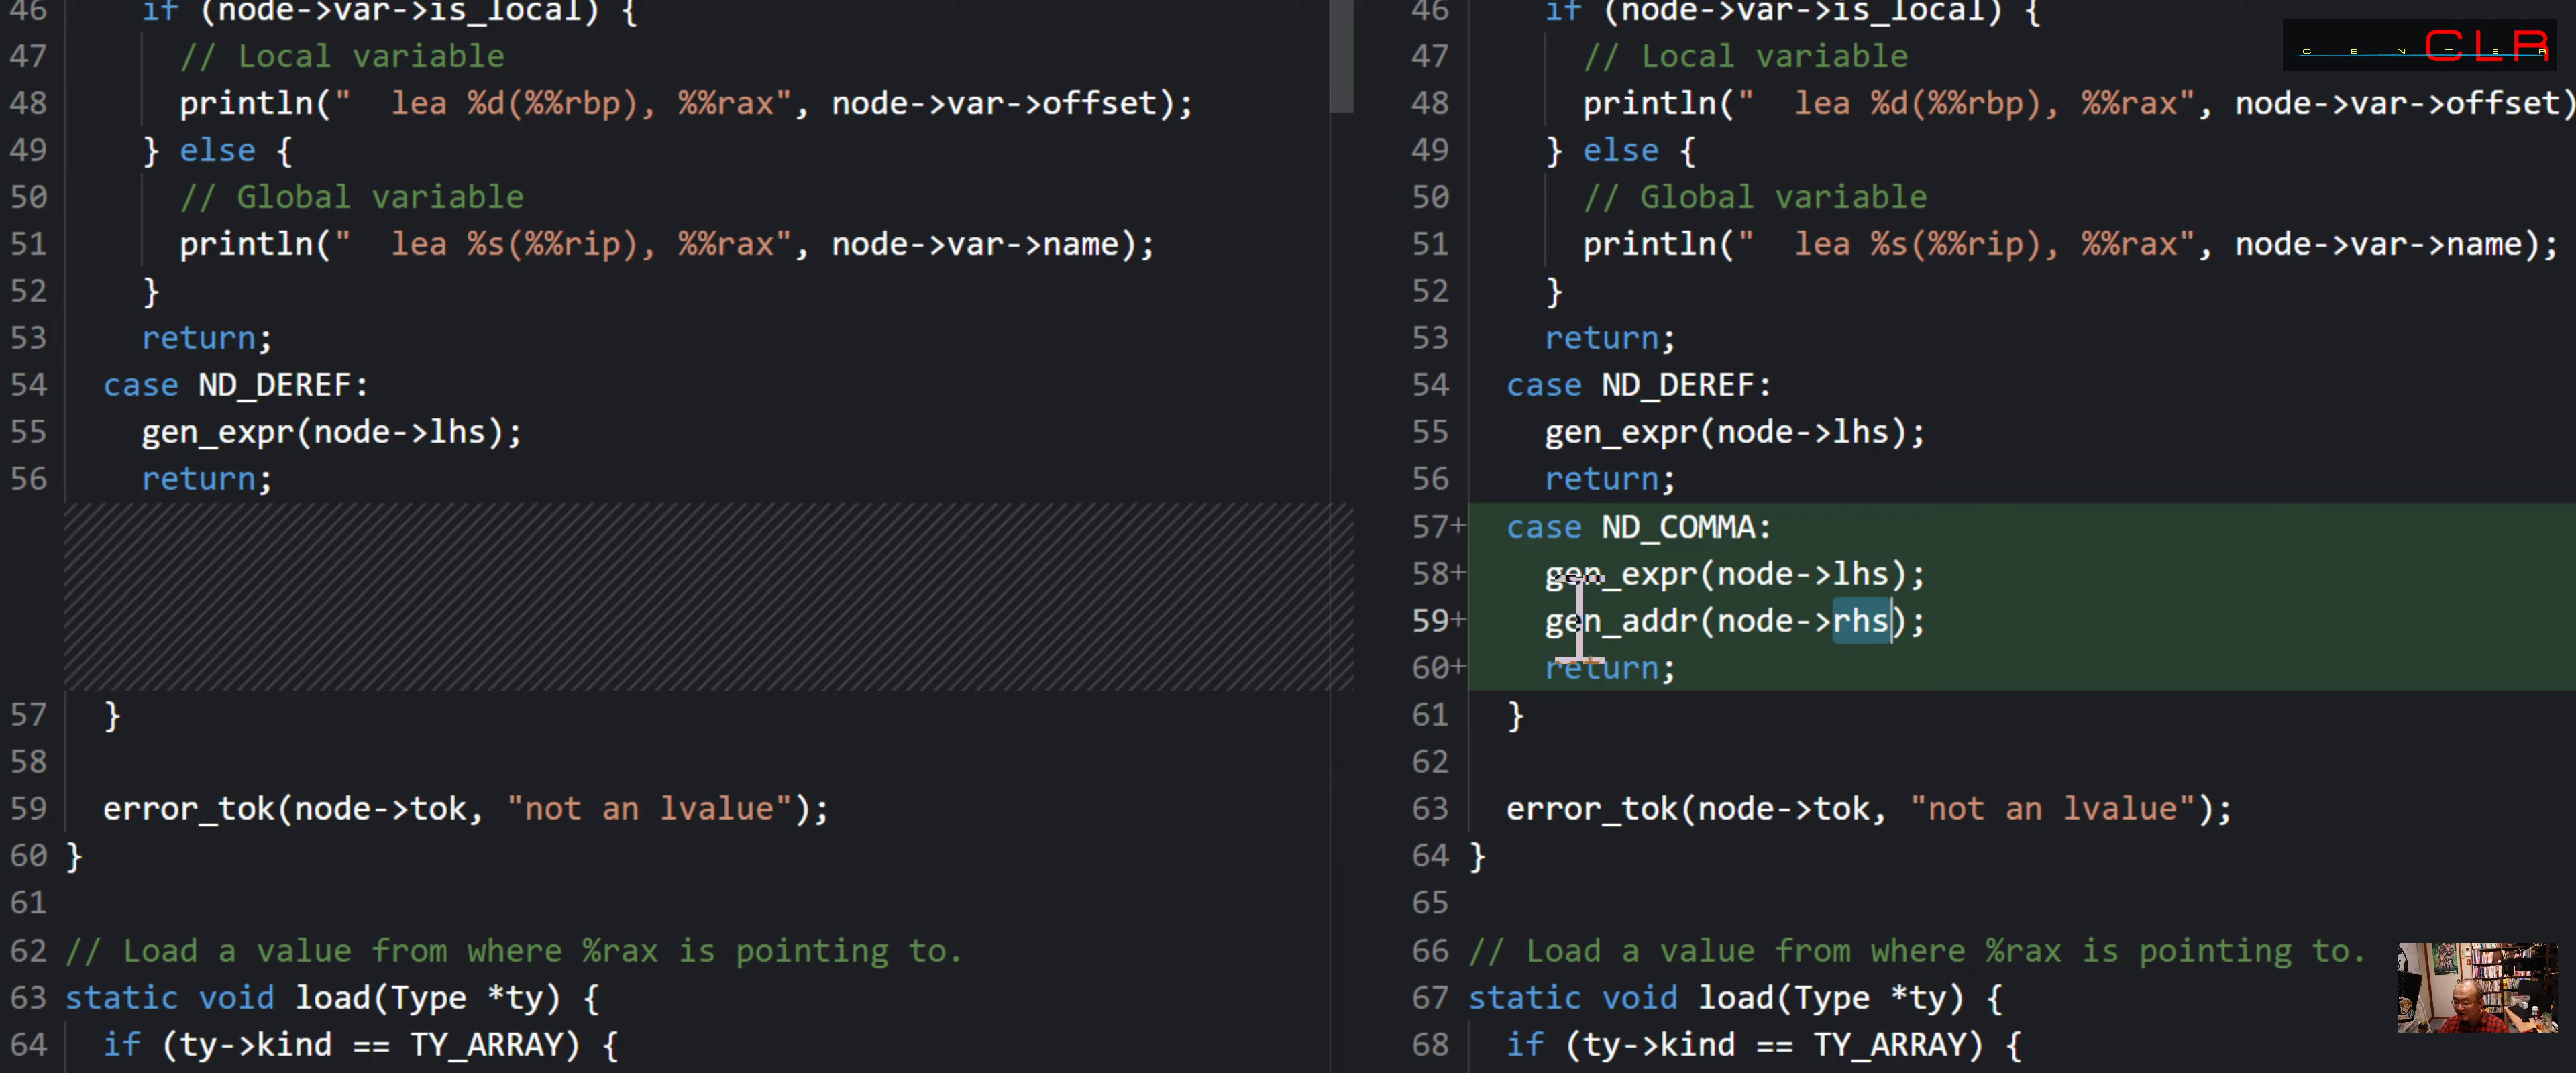 46 if (node->var->is_local) {
47 // Local variable
48 println("  lea %d(%%rbp), %%rax", node->var->offset);
49 } else {
50 // Global variable
51 println("  lea %s(%%rip), %%rax", node->var->name);
52 }
53 return;
54 case ND_DEREF:
55 gen_expr(node->lhs);
56 return;
57 }
58
59 error_tok(node->tok, "not an lvalue");
60 }
61
62 // Load a value from where %rax is pointing to.
63 static void load(Type *ty) {
64 if (ty->kind == TY_ARRAY) {
46 if (node->var->is_local) {
47 // Local variable
48 println("  lea %d(%%rbp), %%rax", node->var->offset)
49 } else {
50 // Global variable
51 println("  lea %s(%%rip), %%rax", node->var->name);
52 }
53 return;
54 case ND_DEREF:
55 gen_expr(node->lhs);
56 return;
57+ case ND_COMMA:
58+ gen_expr(node->lhs);
59+ gen_addr(node->rhs);
60+ return;
61 }
62
63 error_tok(node->tok, "not an lvalue");
64 }
65
66 // Load a value from where %rax is pointing to.
67 static void load(Type *ty) {
68 if (ty->kind == TY_ARRAY) {
CENTER CLR